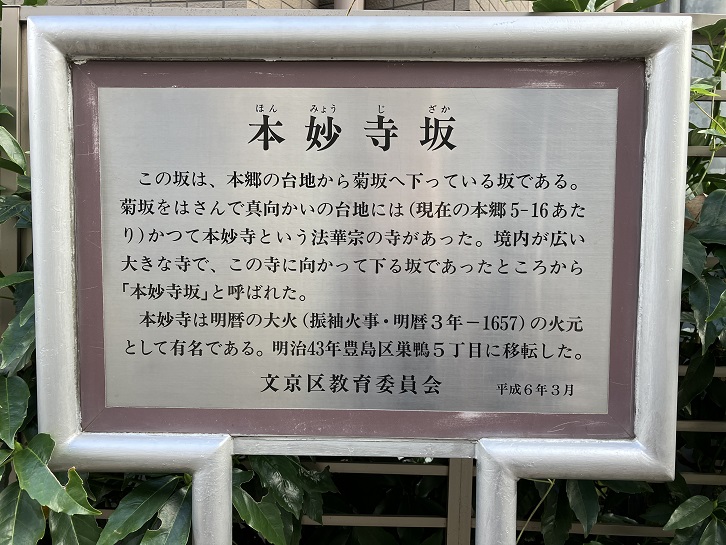 ほん みょう じ ざか
本妙寺坂
この坂は、本郷の台地から菊坂へ下っている坂である。
菊坂をはさんで真向かいの台地には(現在の本郷5-16あた
り)かつて本妙寺という法華宗の寺があった。境内が広い
大きな寺で、この寺に向かって下る坂であったところから
「本妙寺坂」と呼ばれた。
本妙寺は明暦の大火(振袖火事・明暦3年-1657)の火元
として有名である。明治43年豊島区巣鴨5丁目に移転した。
文京区教育委員会 平成6年3月